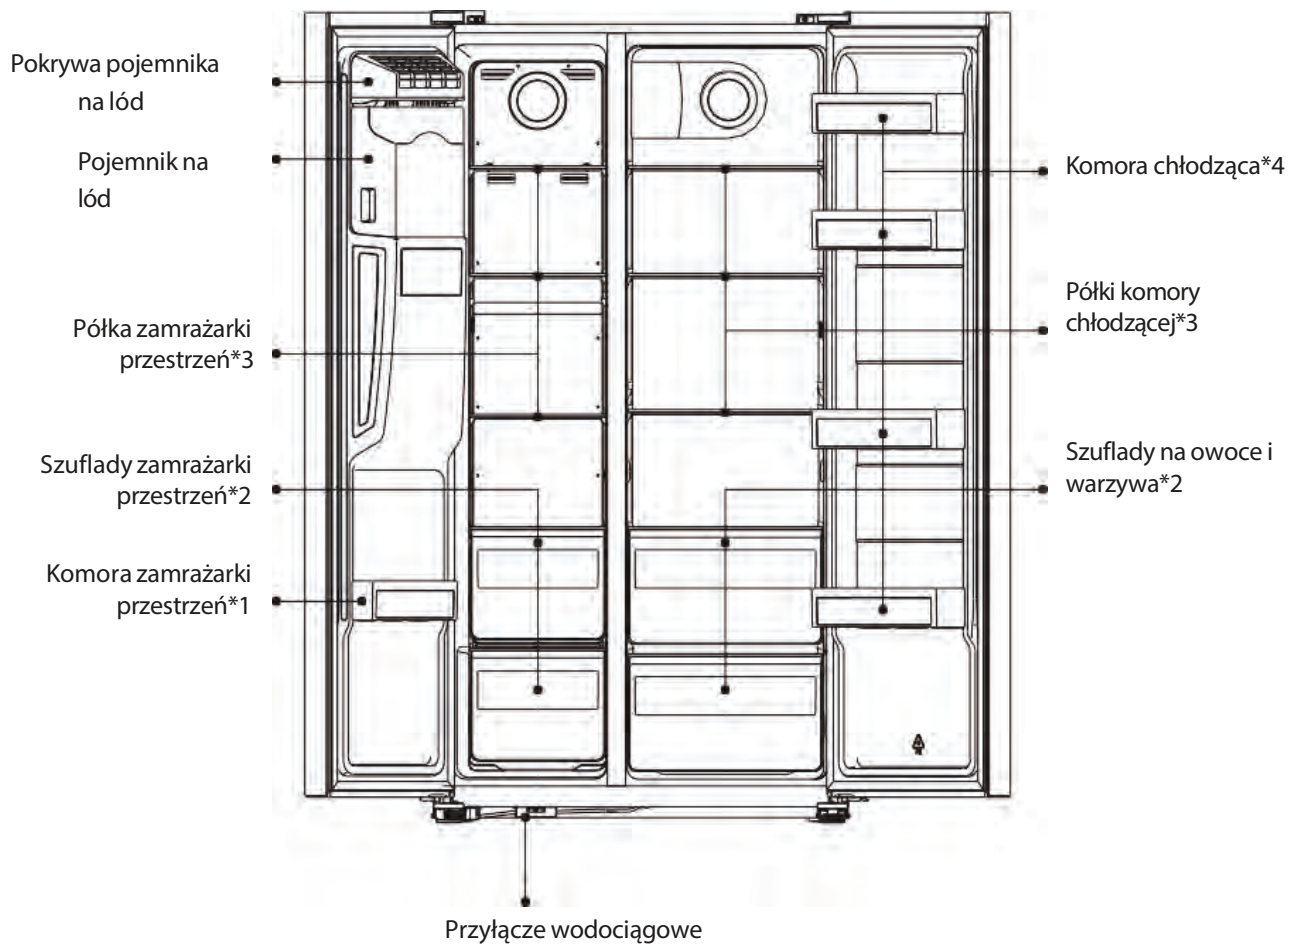 Pokrywa pojemnika
na lód
Pojemnik na
lód
Półka zamrażarki
przestrzeń*3
Szuflady zamrażarki
przestrzeń*2
Komora zamrażarki
przestrzeń*1
Komora chłodząca*4
Półki komory
chłodzącej*3
Szuflady na owoce i
warzywa*2
Przyłącze wodociągowe